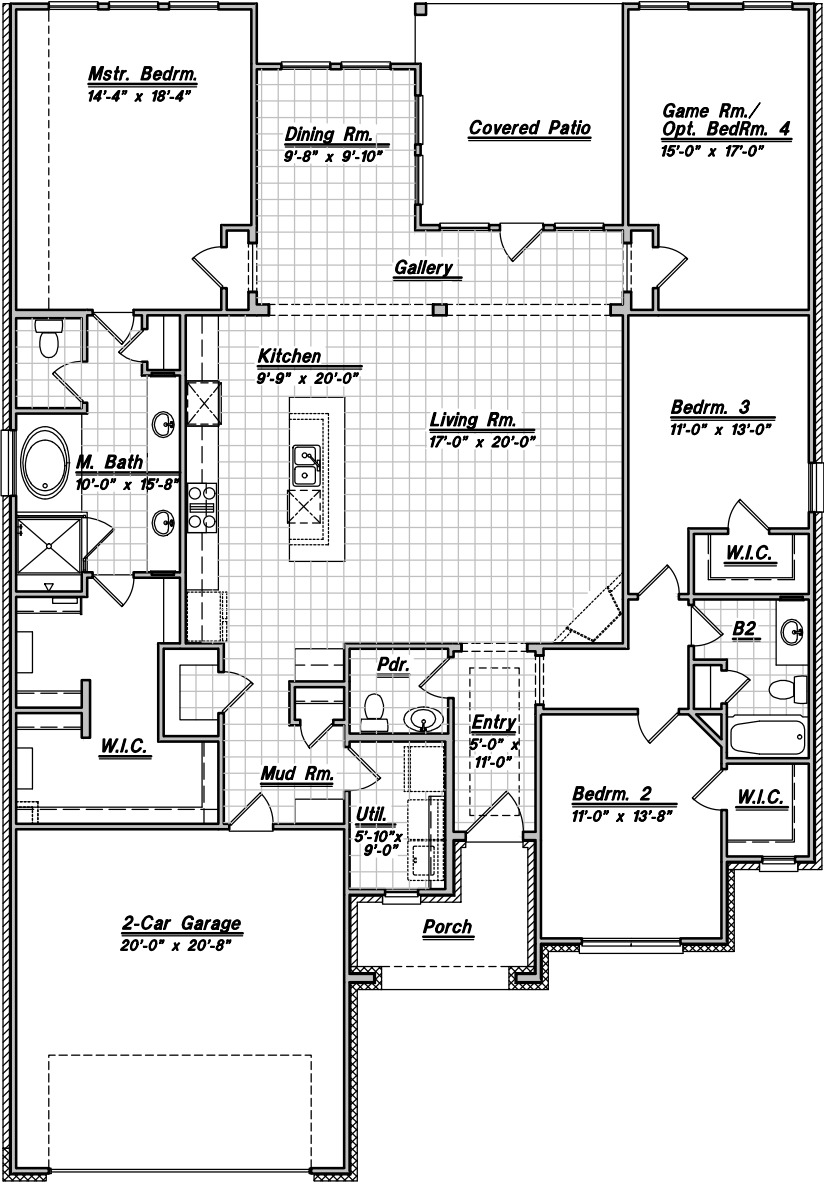 Mstr. Bedrm.
14'-4" x 18'-4"
Dining Rm.
9'-8" x 9'-10"
Covered Patio
Game Rm./
Opt. BedRm. 4
15'-0" x 17'-0"
Gallery
Kitchen
9'-9" x 20'-0"
Living Rm.
17'-0" x 20'-0"
Bedrm. 3
11'-0" x 13'-0"
M. Bath
10'-0" x 15'-8"
W.I.C.
B2
Pdr.
Entry
5'-0" x
11'-0"
W.I.C.
Mud Rm.
Util.
5'-10"x
9'-0"
Bedrm. 2
11'-0" x 13'-8"
W.I.C.
2-Car Garage
20'-0" x 20'-8"
Porch